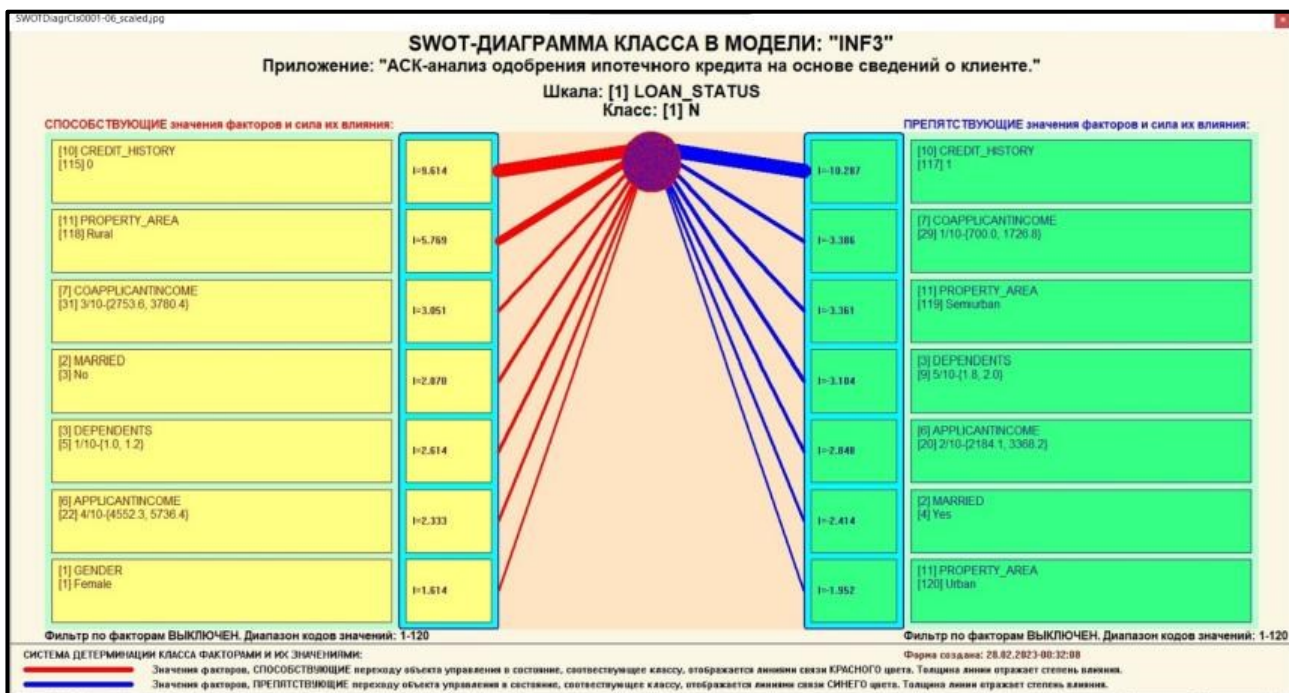 SWOTDiagrCls0001-06_scaled.jpg
SWOT-ДИАГРАММА КЛАССА В МОДЕЛИ: "INF3"
Приложение: "АСК-анализ одобрения ипотечного кредита на основе сведений о клиенте."
Шкала: [1] LOAN_STATUS
Класс: [1] N
СПОСОБСТВУЮЩИЕ значения факторов и сила их влияния:
[10] CREDIT_HISTORY
[115] 0
I=9.614
[11] PROPERTY_AREA
[118] Rural
I=5.769
[7] COAPPLICANTINCOME
[31] 3/10-{2753.6, 3780.4}
I=3.051
[2] MARRIED
[3] No
I=2.870
[3] DEPENDENTS
[5] 1/10-{1.0, 1.2}
I=2.614
[6] APPLICANTINCOME
[22] 4/10-{4552.3, 5736.4}
I=2.333
[1] GENDER
[1] Female
I=1.614
Фильтр по факторам ВЫКЛЮЧЕН. Диапазон кодов значений: 1-120
ПРЕПЯТСТВУЮЩИЕ значения факторов и сила их влияния:
I=-10.287
[10] CREDIT_HISTORY
[117] 1
I=-3.386
[7] COAPPLICANTINCOME
[29] 1/10-{700.0, 1726.8}
I=-3.361
[11] PROPERTY_AREA
[119] Semiurban
I=-3.104
[3] DEPENDENTS
[9] 5/10-{1.8, 2.0}
I=-2.840
[6] APPLICANTINCOME
[20] 2/10-{2184.1, 3368.2}
I=-2.414
[2] MARRIED
[4] Yes
I=-1.952
[11] PROPERTY_AREA
[120] Urban
Фильтр по факторам ВЫКЛЮЧЕН. Диапазон кодов значений: 1-120
СИСТЕМА ДЕТЕРМИНАЦИИ КЛАССА ФАКТОРАМИ И ИХ ЗНАЧЕНИЯМИ:
Форма создана: 28.02.2023-00:32:08
Значения факторов, СПОСОБСТВУЮЩИЕ переходу объекта управления в состояние, соотвествующее классу, отображается линиями связи КРАСНОГО цвета. Толщина линии отражает степень влияния.
Значения факторов, ПРЕПЯТСТВУЮЩИЕ переходу объекта управления в состояние, соотвествующее классу, отображается линиями связи СИНЕГО цвета. Толщина линии отражает степень влияния.